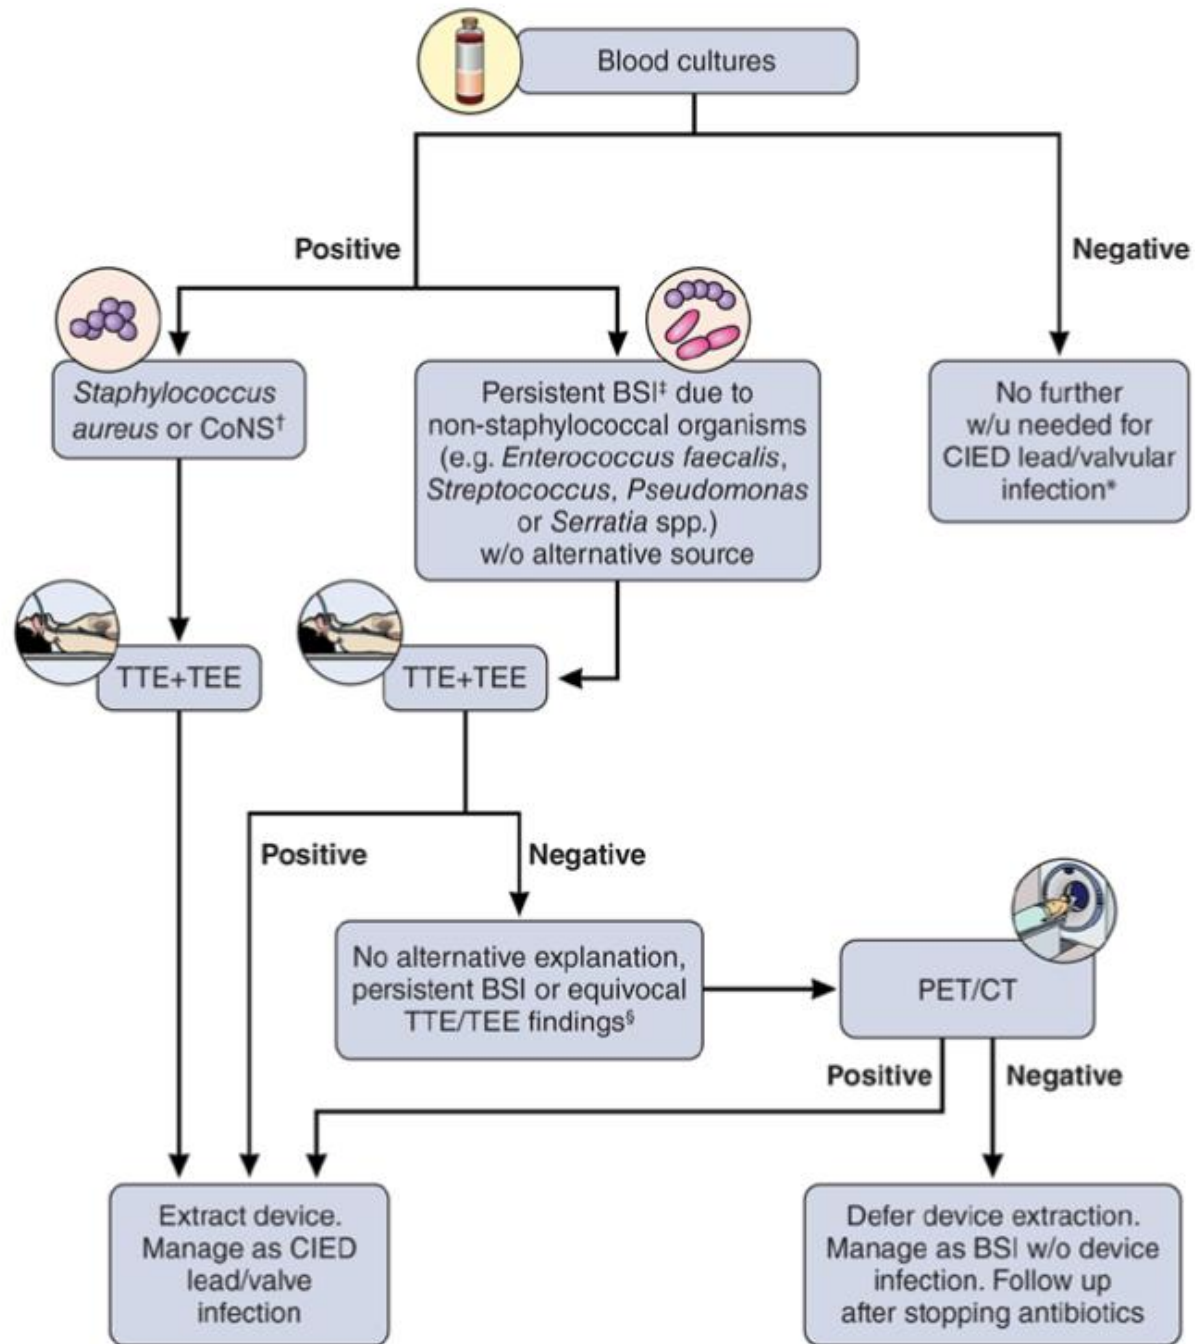 Blood cultures
Positive
Negative
Staphylococcus
aureus or CoNS†
Persistent BSI‡ due to
non-staphylococcal organisms
(e.g. Enterococcus faecalis,
Streptococcus, Pseudomonas
or Serratia spp.)
w/o alternative source
No further
w/u needed for
CIED lead/valvular
infection*
TTE+TEE
TTE+TEE
Positive
Negative
No alternative explanation,
persistent BSI or equivocal
TTE/TEE findings§
PET/CT
Positive
Negative
Extract device.
Manage as CIED
lead/valve
infection
Defer device extraction.
Manage as BSI w/o device
infection. Follow up
after stopping antibiotics